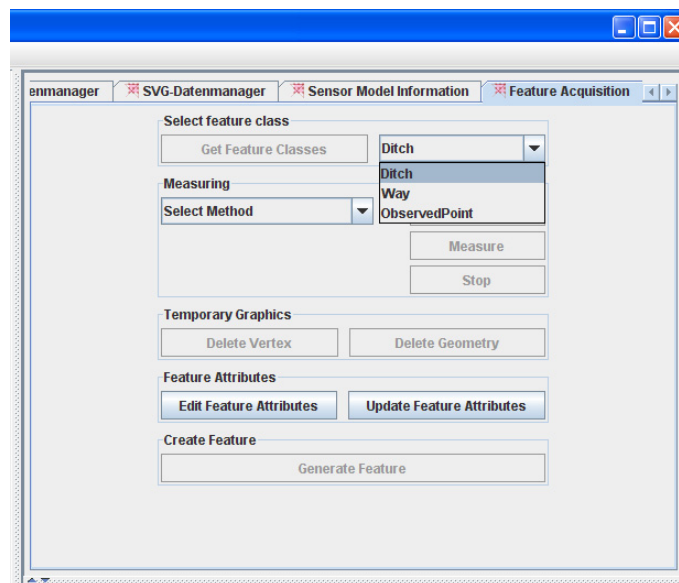 enmanager SVG-Datenmanager Sensor Model Information Feature Acquisition
Select feature class
Get Feature Classes Ditch
Ditch
Measuring
Way
Select Method ObservedPoint
Measure
Stop
Temporary Graphics
Delete Vertex Delete Geometry
Feature Attributes
Edit Feature Attributes Update Feature Attributes
Create Feature
Generate Feature